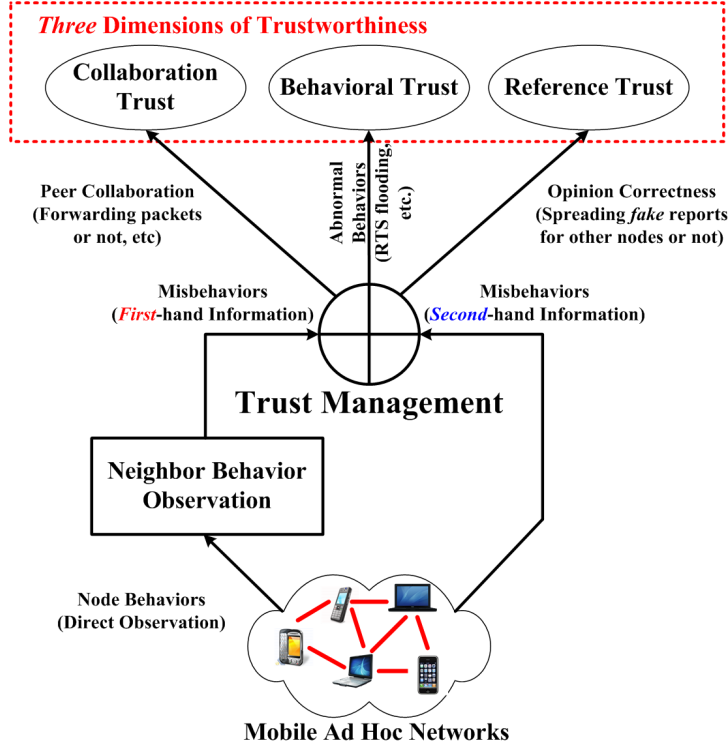 Three Dimensions of Trustworthiness
Collaboration
Trust
Behavioral Trust
Reference Trust
Peer Collaboration
(Forwarding packets
or not, etc)
Abnormal
Behaviors
(RTS flooding,
etc.)
Opinion Correctness
(Spreading fake reports
for other nodes or not)
Misbehaviors
(First-hand Information)
Misbehaviors
(Second-hand Information)
Trust Management
Neighbor Behavior
Observation
Node Behaviors
(Direct Observation)
Mobile Ad Hoc Networks